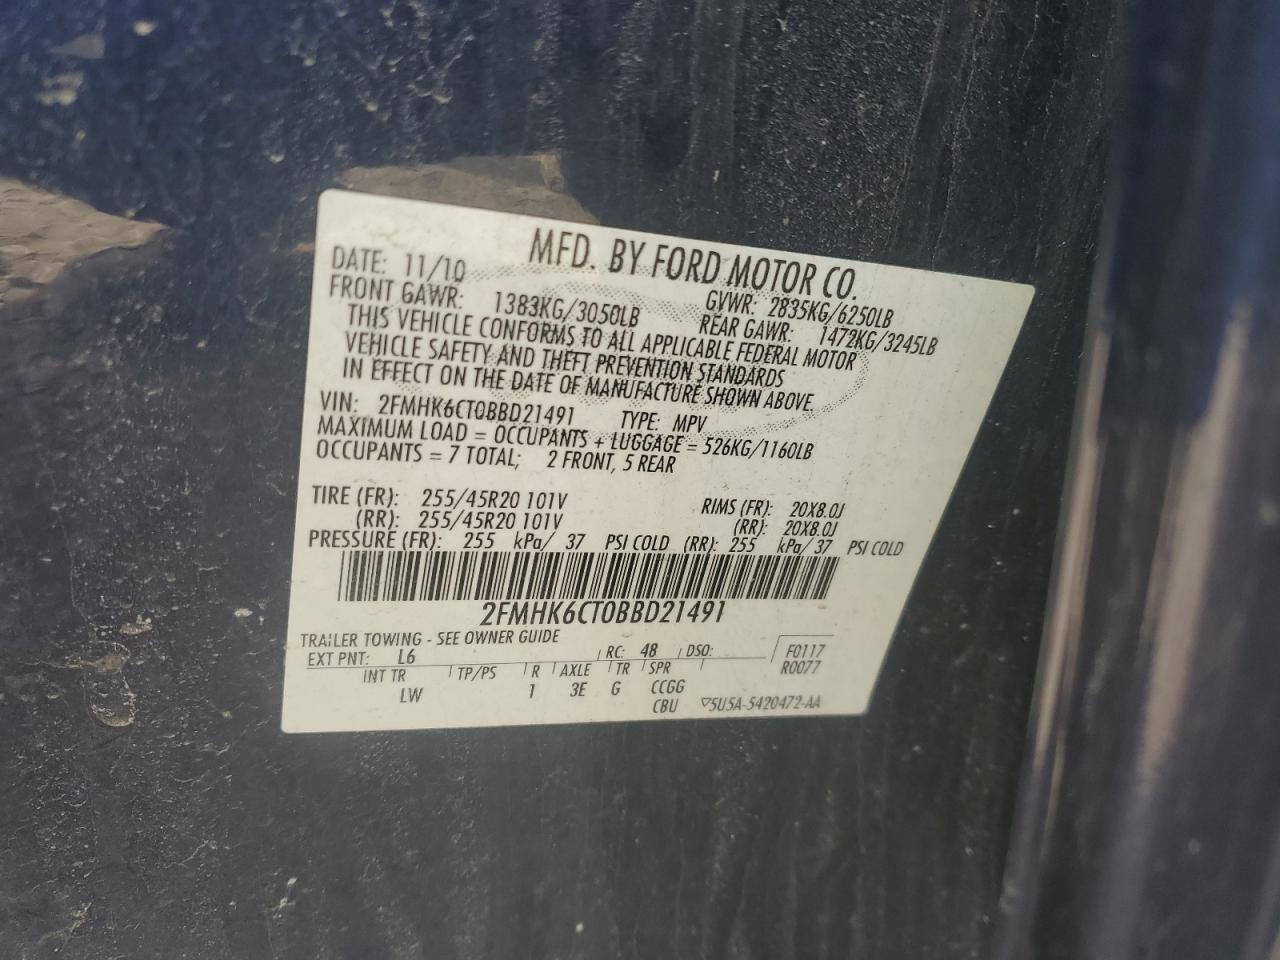 MFD. BY FORD MOTOR CO.
DATE: 11/10 GVWR: 2835KG/6250LB
FRONT GAWR: 1383KG/3050LB REAR GAWR: 1472KG/3245LB
THIS VEHICLE CONFORMS TO ALL APPLICABLE FEDERAL MOTOR
VEHICLE SAFETY AND THEFT PREVENTION STANDARDS
IN EFFECT ON THE DATE OF MANUFACTURE SHOWN ABOVE.
VIN: 2FMHK6CT0BBD21491 TYPE: MPV
MAXIMUM LOAD = OCCUPANTS + LUGGAGE = 526KG/1160LB
OCCUPANTS = 7 TOTAL; 2 FRONT, 5 REAR
TIRE (FR): 255/45R20 101V RIMS (FR): 20X8.0J
(RR): 255/45R20 101V (RR): 20X8.0J
PRESSURE (FR): 255 kPa/ 37 PSI COLD (RR): 255 kPa/ 37 PSI COLD
2FMHK6CT0BBD21491
TRAILER TOWING - SEE OWNER GUIDE
EXT PNT: L6 RC: 48 DSO: F0117
INT TR TP/PS R AXLE TR SPR R0077
LW 1 3E G CCGG
CBU ▽5U5A-5420472-AA